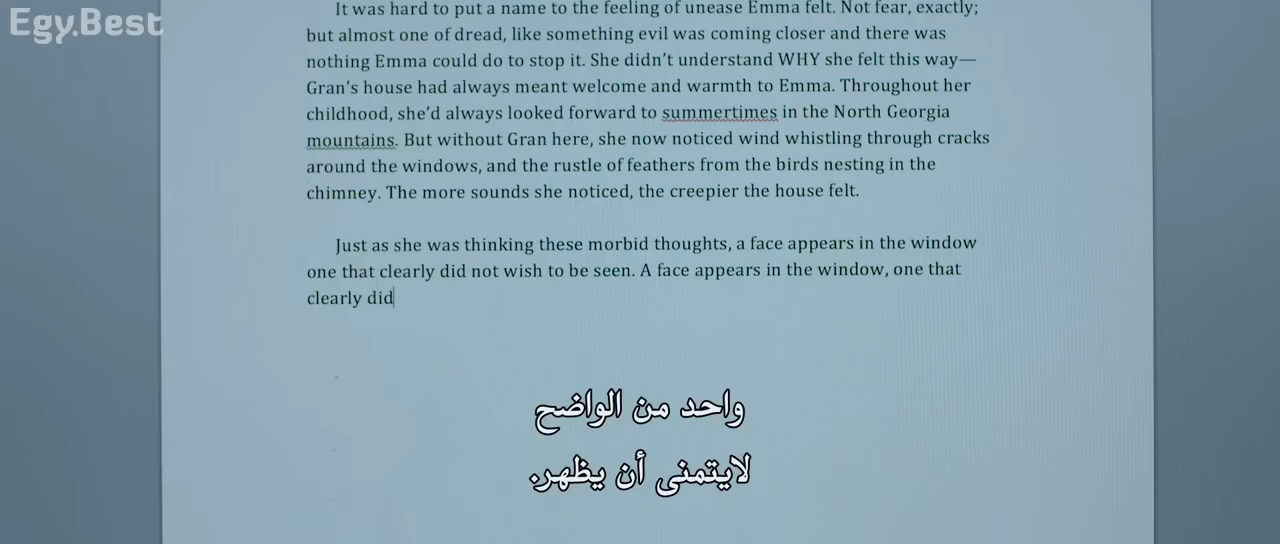 Egy.Best
It was hard to put a name to the feeling of unease Emma felt. Not fear, exactly;
but almost one of dread, like something evil was coming closer and there was
nothing Emma could do to stop it. She didn't understand WHY she felt this way—
Gran's house had always meant welcome and warmth to Emma. Throughout her
childhood, she'd always looked forward to summertimes in the North Georgia
mountains. But without Gran here, she now noticed wind whistling through cracks
around the windows, and the rustle of feathers from the birds nesting in the
chimney. The more sounds she noticed, the creepier the house felt.
Just as she was thinking these morbid thoughts, a face appears in the window
one that clearly did not wish to be seen. A face appears in the window, one that
clearly did
واحد من الواضح
لايتمنى أن يظهر.